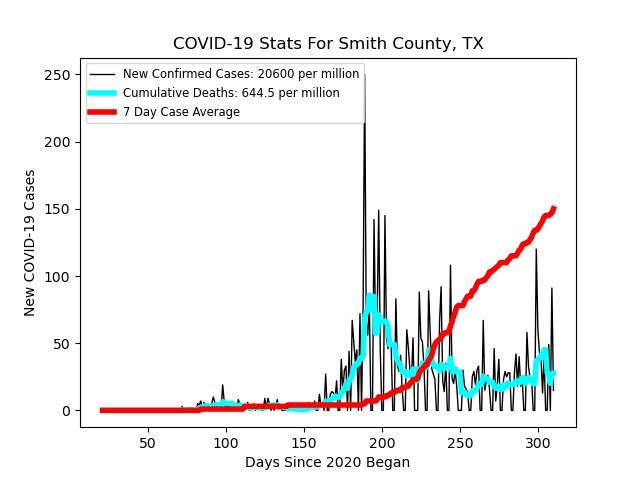 COVID-19 Stats For Smith County, TX
New Confirmed Cases: 20600 per million
Cumulative Deaths: 644.5 per million
7 Day Case Average
250
200
150
100
50
0
New COVID-19 Cases
50 100 150 200 250 300
Days Since 2020 Began